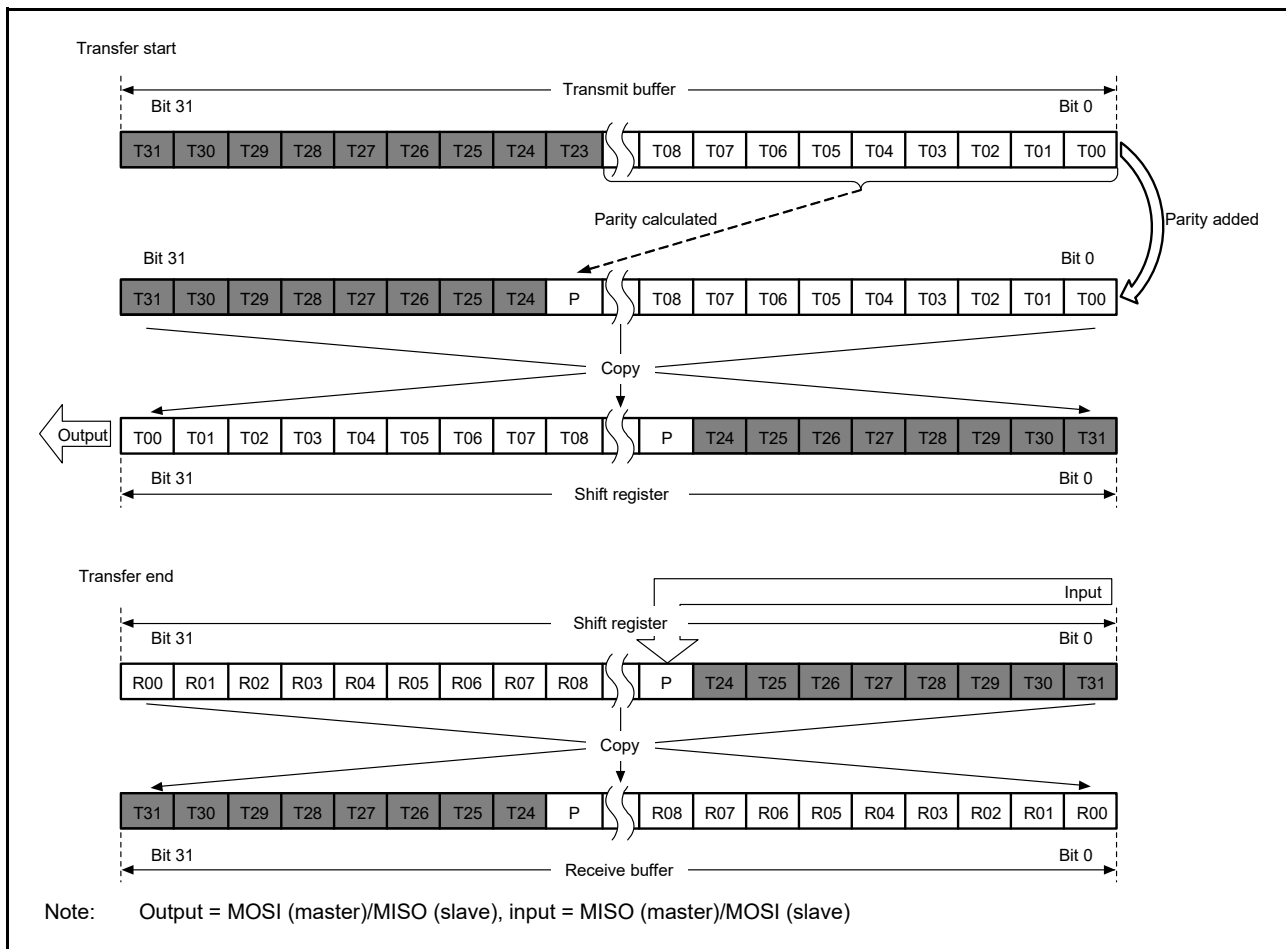 Transfer start
Transmit buffer
Bit 31 Bit 0
T31 T30 T29 T28 T27 T26 T25 T24 T23 T08 T07 T06 T05 T04 T03 T02 T01 T00
Parity calculated Parity added
Bit 31 Bit 0
T31 T30 T29 T28 T27 T26 T25 T24 P T08 T07 T06 T05 T04 T03 T02 T01 T00
Copy
Output T00 T01 T02 T03 T04 T05 T06 T07 T08 P T24 T25 T26 T27 T28 T29 T30 T31
Bit 31 Bit 0
Shift register
Transfer end
Input
Shift register
Bit 31 Bit 0
R00 R01 R02 R03 R04 R05 R06 R07 R08 P T24 T25 T26 T27 T28 T29 T30 T31
Copy
T31 T30 T29 T28 T27 T26 T25 T24 P R08 R07 R06 R05 R04 R03 R02 R01 R00
Bit 31 Bit 0
Receive buffer
Note: Output = MOSI (master)/MISO (slave), input = MISO (master)/MOSI (slave)